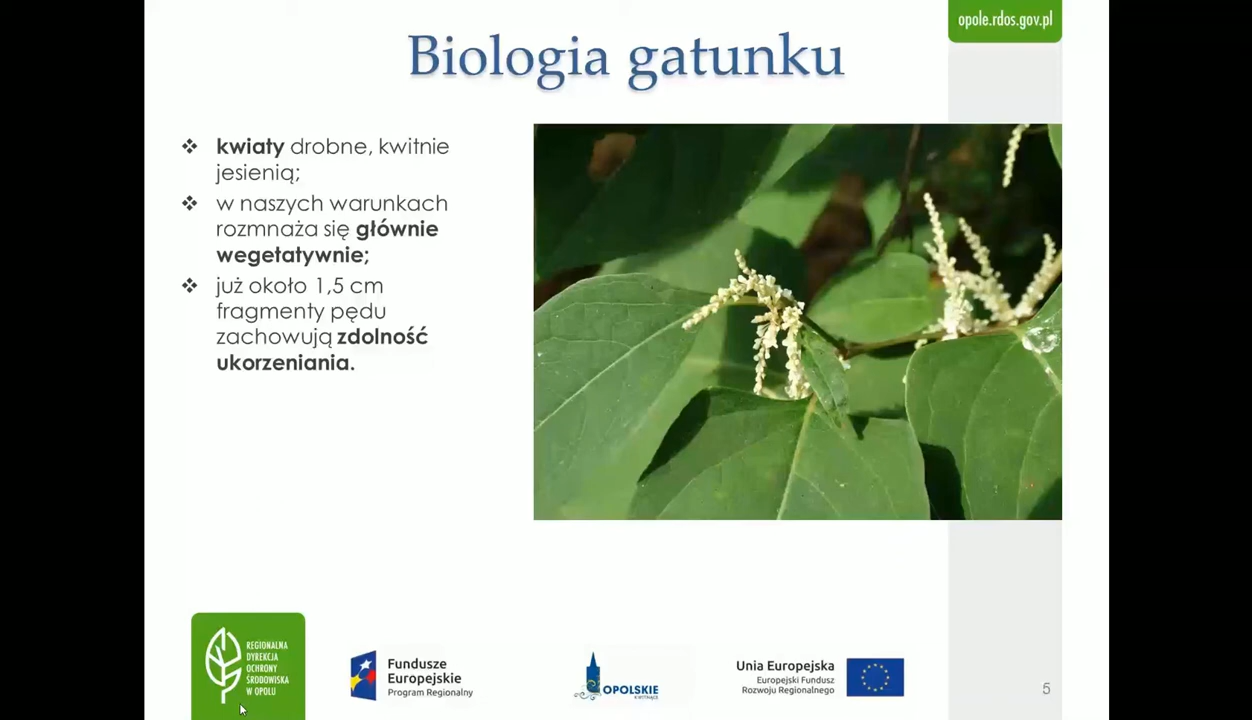 opole.rdos.gov.pl
Biologia gatunku
kwiaty drobne, kwitnie
jesienią;
w naszych warunkach
rozmnaża się głównie
wegetatywnie;
już około 1,5 cm
fragmenty pędu
zachowują zdolność
ukorzeniania.
REGIONALNA
DYREKCJA
OCHRONY
ŚRODOWISKA
W OPOLU
Fundusze
Europejskie
Program Regionalny
OPOLSKIE
Unia Europejska
Europejski Fundusz
Rozwoju Regionalnego
5